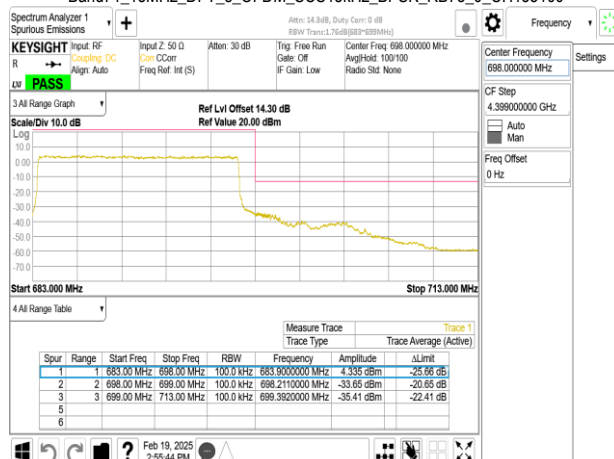 Spectrum Analyzer 1
Spurious Emissions
Attn: 14.3dB, Duty Corr: 0 dB
RBW Trans:1.76dB(683~699MHz)
Frequency
Settings
KEYSIGHT
R
LXI
PASS
Input: RF
Coupling: DC
Align: Auto
Input Z: 50 Ω
Corr CCorr
Freq Ref: Int (S)
Atten: 30 dB
Trig: Free Run
Gate: Off
IF Gain: Low
Center Freq: 698.000000 MHz
Avg|Hold: 100/100
Radio Std: None
Center Frequency
698.000000 MHz
CF Step
4.399000000 GHz
Auto
Man
Freq Offset
0 Hz
3 All Range Graph
Scale/Div 10.0 dB
Ref Lvl Offset 14.30 dB
Ref Value 20.00 dBm
Log
10.0
0.00
-10.0
-20.0
-30.0
-40.0
-50.0
-60.0
-70.0
Start 683.000 MHz
Stop 713.000 MHz
4 All Range Table
Measure Trace Trace 1
Trace Type Trace Average (Active)
Spur Range Start Freq Stop Freq RBW Frequency Amplitude ΔLimit
1 1 683.00 MHz 698.00 MHz 100.0 kHz 683.9000000 MHz 4.335 dBm -25.66 dB
2 2 698.00 MHz 699.00 MHz 100.0 kHz 698.2110000 MHz -33.65 dBm -20.65 dB
3 3 699.00 MHz 713.00 MHz 100.0 kHz 699.3920000 MHz -35.41 dBm -22.41 dB
5
6
Feb 19, 2025
2:55:44 PM